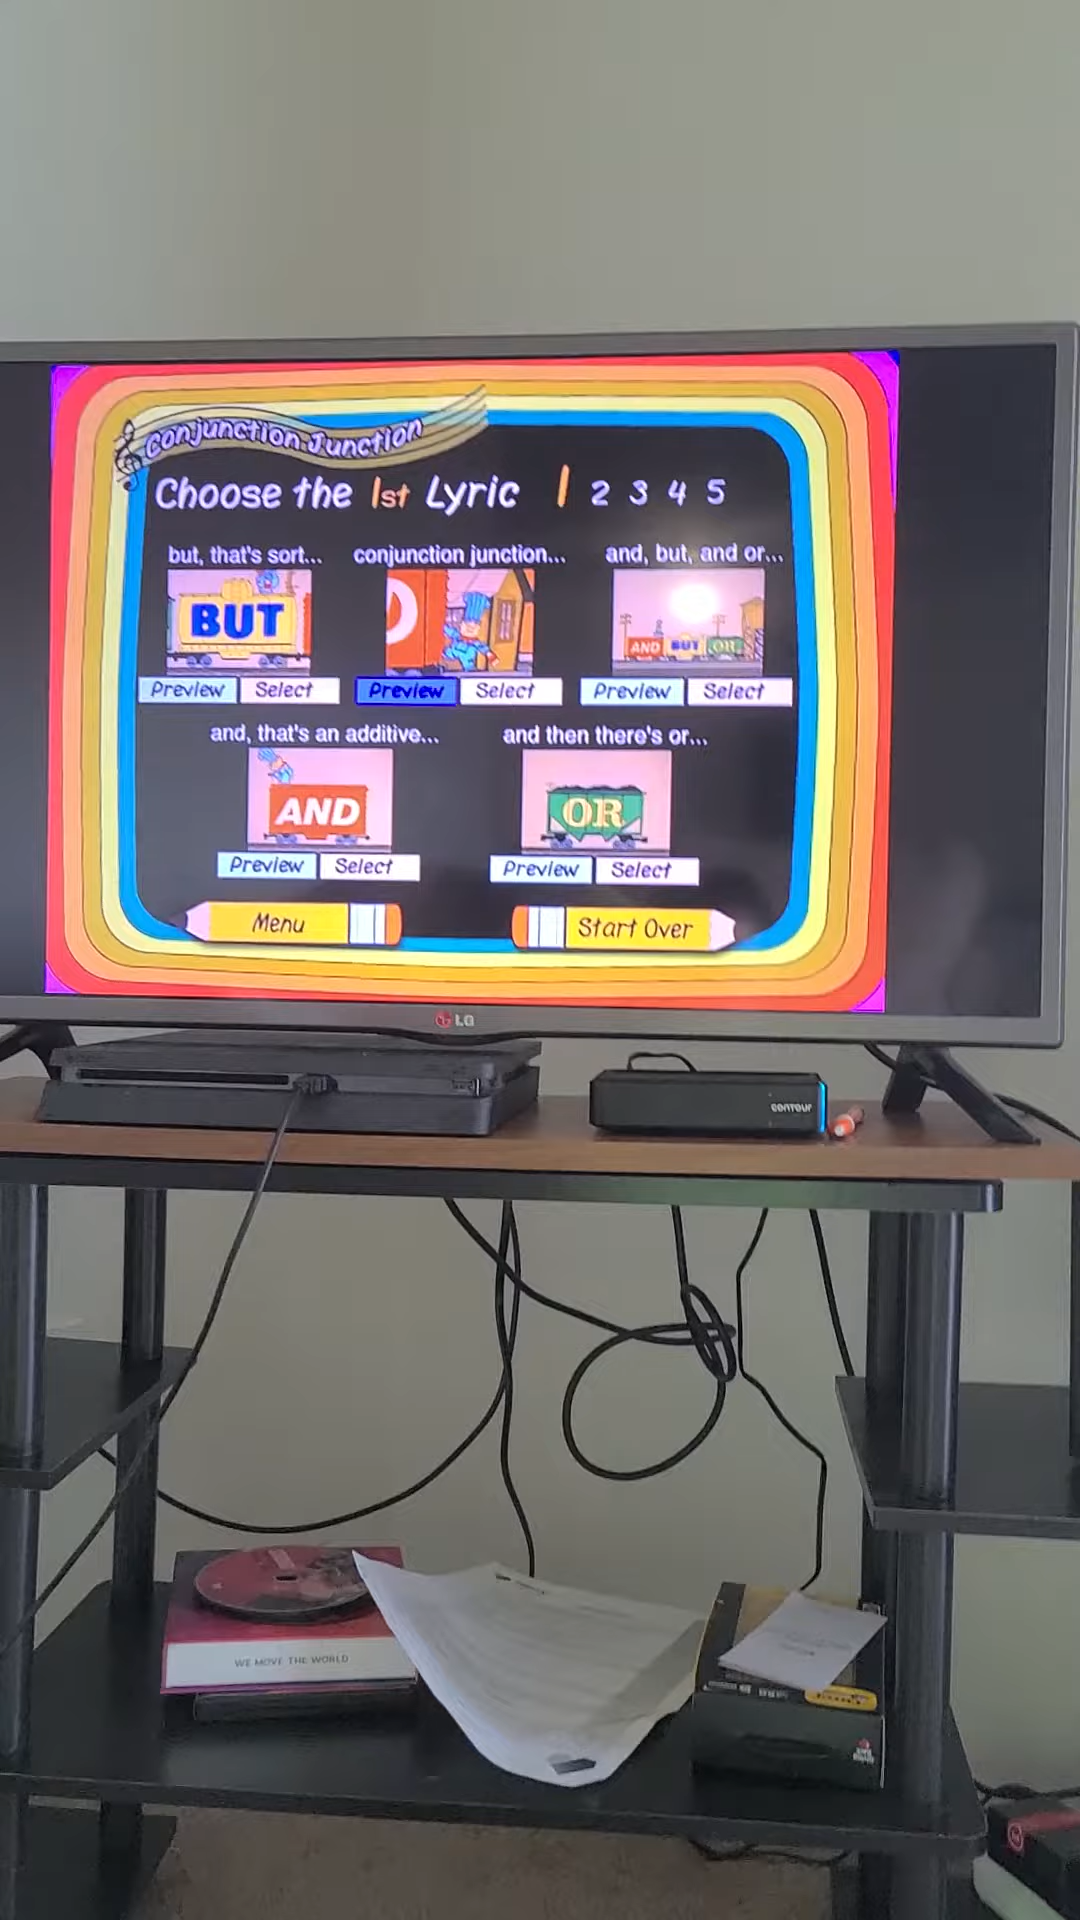 Conjunction Junction
Choose the 1st Lyric 1 2 3 4 5
but, that's sort... conjunction junction... and, but, and or...
BUT AND BUT OR
Preview Select Preview Select Preview Select
and, that's an additive... and then there's or...
AND OR
Preview Select Preview Select
Menu Start Over
LG
contour
WE MOVE THE WORLD